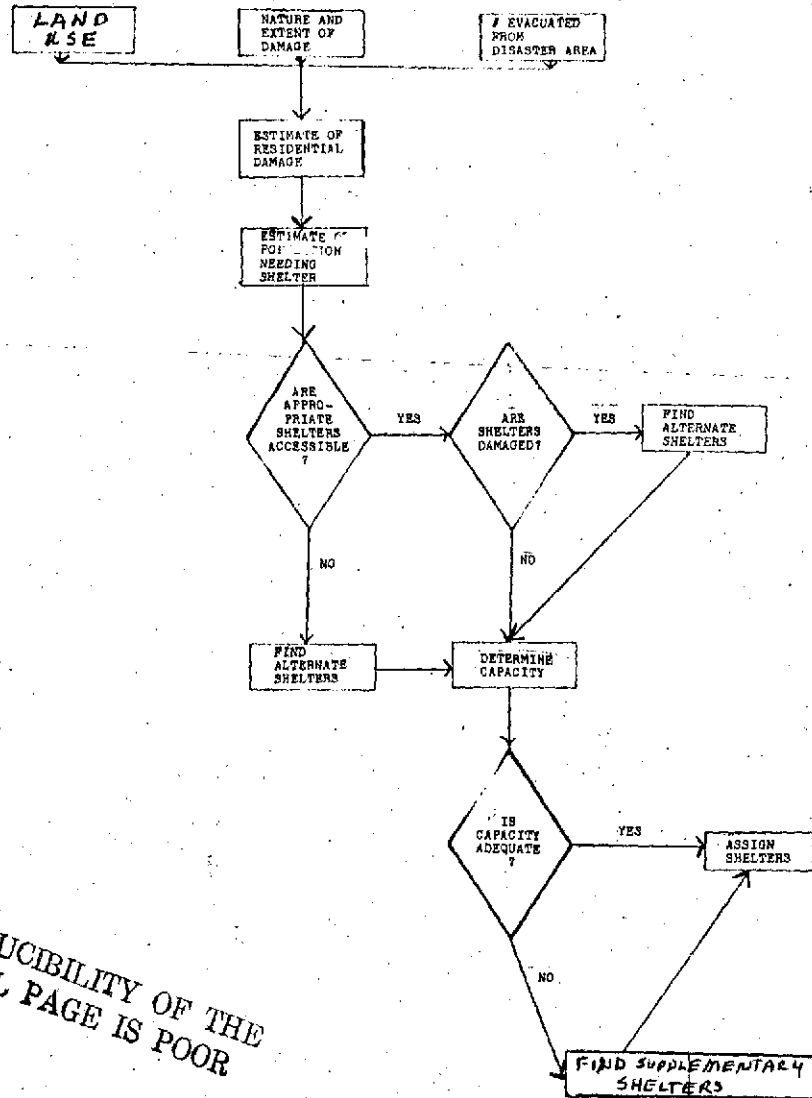 LAND
USE
NATURE AND
EXTENT OF
DAMAGE
# EVACUATED
FROM
DISASTER AREA
ESTIMATE OF
RESIDENTIAL
DAMAGE
ESTIMATE
NEEDING
SHELTER
ARE
APPRO-
PRIATE
SHELTERS
ACCESSIBLE
?
YES
ARE
SHELTERS
DAMAGED?
YES
FIND
ALTERNATE
SHELTERS
NO
NO
FIND
ALTERNATE
SHELTERS
DETERMINE
CAPACITY
IS
CAPACITY
ADEQUATE
?
YES
ASSIGN
SHELTERS
NO
FIND SUPPLEMENTARY
SHELTERS
UCIBILITY OF THE
L PAGE IS POOR